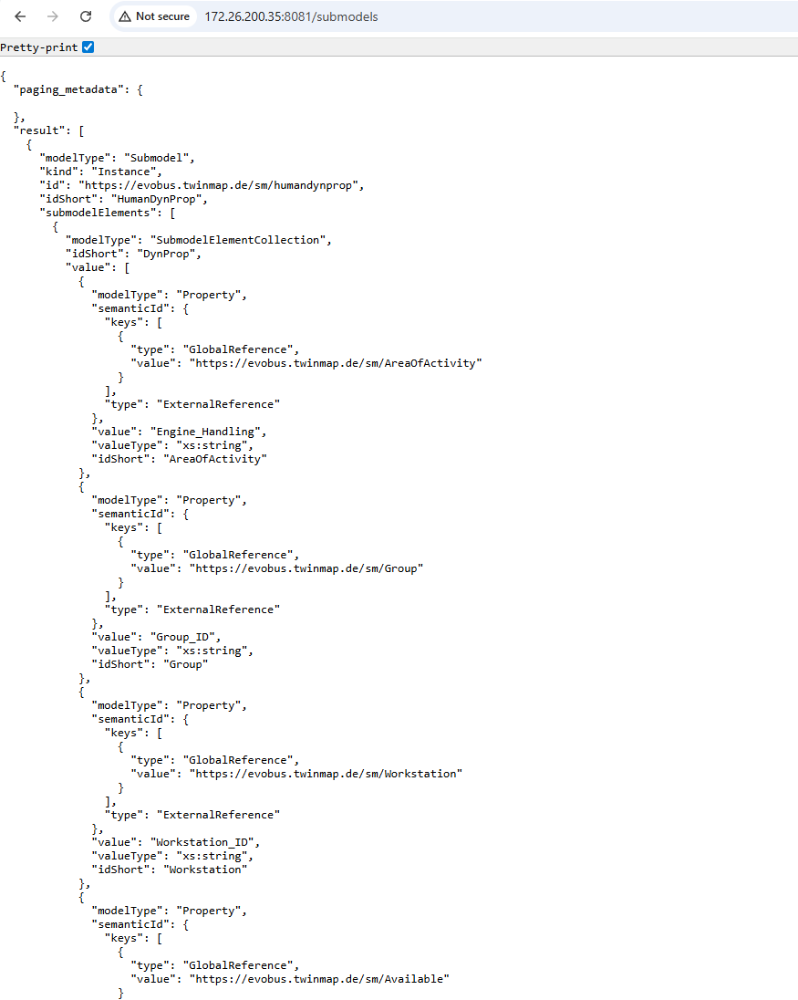 Not secure 172.26.200.35:8081/submodels
Pretty-print
{
  "paging_metadata": {

  },
  "result": [
    {
      "modelType": "Submodel",
      "kind": "Instance",
      "id": "https://evobus.twinmap.de/sm/humandynprop",
      "idShort": "HumanDynProp",
      "submodelElements": [
        {
          "modelType": "SubmodelElementCollection",
          "idShort": "DynProp",
          "value": [
            {
              "modelType": "Property",
              "semanticId": {
                "keys": [
                  {
                    "type": "GlobalReference",
                    "value": "https://evobus.twinmap.de/sm/AreaOfActivity"
                  }
                ],
                "type": "ExternalReference"
              },
              "value": "Engine_Handling",
              "valueType": "xs:string",
              "idShort": "AreaOfActivity"
            },
            {
              "modelType": "Property",
              "semanticId": {
                "keys": [
                  {
                    "type": "GlobalReference",
                    "value": "https://evobus.twinmap.de/sm/Group"
                  }
                ],
                "type": "ExternalReference"
              },
              "value": "Group_ID",
              "valueType": "xs:string",
              "idShort": "Group"
            },
            {
              "modelType": "Property",
              "semanticId": {
                "keys": [
                  {
                    "type": "GlobalReference",
                    "value": "https://evobus.twinmap.de/sm/Workstation"
                  }
                ],
                "type": "ExternalReference"
              },
              "value": "Workstation_ID",
              "valueType": "xs:string",
              "idShort": "Workstation"
            },
            {
              "modelType": "Property",
              "semanticId": {
                "keys": [
                  {
                    "type": "GlobalReference",
                    "value": "https://evobus.twinmap.de/sm/Available"
                  }